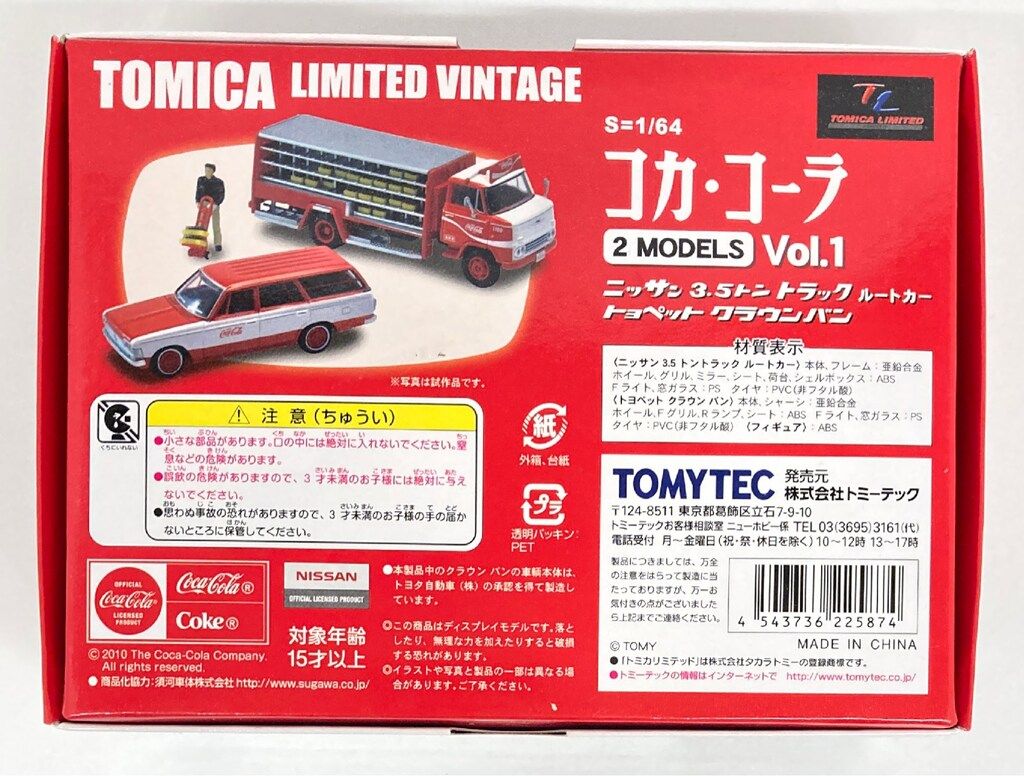 TOMICA LIMITED VINTAGE
TOMICA LIMITED
S=1/64
コカ・コーラ
2 MODELS Vol.1
ニッサン 3.5トン トラック ルートカー
トヨペット クラウンバン
※写真は試作品です。
材質表示
〈ニッサン 3.5 トントラック ルートカー〉本体、フレーム：亜鉛合金
ホイール、グリル、ミラー、シート、荷台、シェルボックス：ABS
Fライト、窓ガラス：PS タイヤ：PVC(非フタル酸)
〈トヨペット クラウン バン〉本体、シャーシ：亜鉛合金
ホイール、Fグリル、Rランプ、シート：ABS Fライト、窓ガラス：PS
タイヤ：PVC(非フタル酸) 〈フィギュア〉：ABS
くちにいれない
注意(ちゅうい)
●小さな部品があります。口の中には絶対に入れないでください。窒
息などの危険があります。
●誤飲の危険がありますので、3才未満のお子様には絶対に与え
ないでください。
●思わぬ事故の恐れがありますので、3才未満のお子様の手の届か
ないところに保管してください。
紙
外箱、台紙
プラ
透明パッキン：
PET
TOMYTEC 発売元
株式会社トミーテック
〒124-8511 東京都葛飾区立石7-9-10
トミーテックお客様相談室 ニューホビー係 TEL 03(3695)3161(代)
電話受付 月〜金曜日(祝・祭・休日を除く) 10〜12時 13〜17時
製品につきましては、万全
の注意をはらって製造に当
たっておりますが、万一お
気付きの点がございました
ら上記までご連絡ください。
4 543736 225874
©TOMY MADE IN CHINA
●「トミカリミテッド」は株式会社タカラトミーの登録商標です。
●トミーテックの情報はインターネットで http://www.tomytec.co.jp/
OFFICIAL
Coca-Cola
LICENSED
PRODUCT
Coca-Cola®
Coke®
NISSAN
OFFICIAL LICENSED PRODUCT
対象年齢
15才以上
●本製品中のクラウン バンの車輌本体は、
トヨタ自動車(株)の承認を得て製造し
ています。
◎この商品はディスプレイモデルです。落と
したり、無理な力を加えたりすると破損
する恐れがあります。
◎イラストや写真と製品の一部は異なる場
合があります。ご了承ください。
©2010 The Coca-Cola Company.
All rights reserved.
●商品化協力：須河車体株式会社 http://www.sugawa.co.jp/